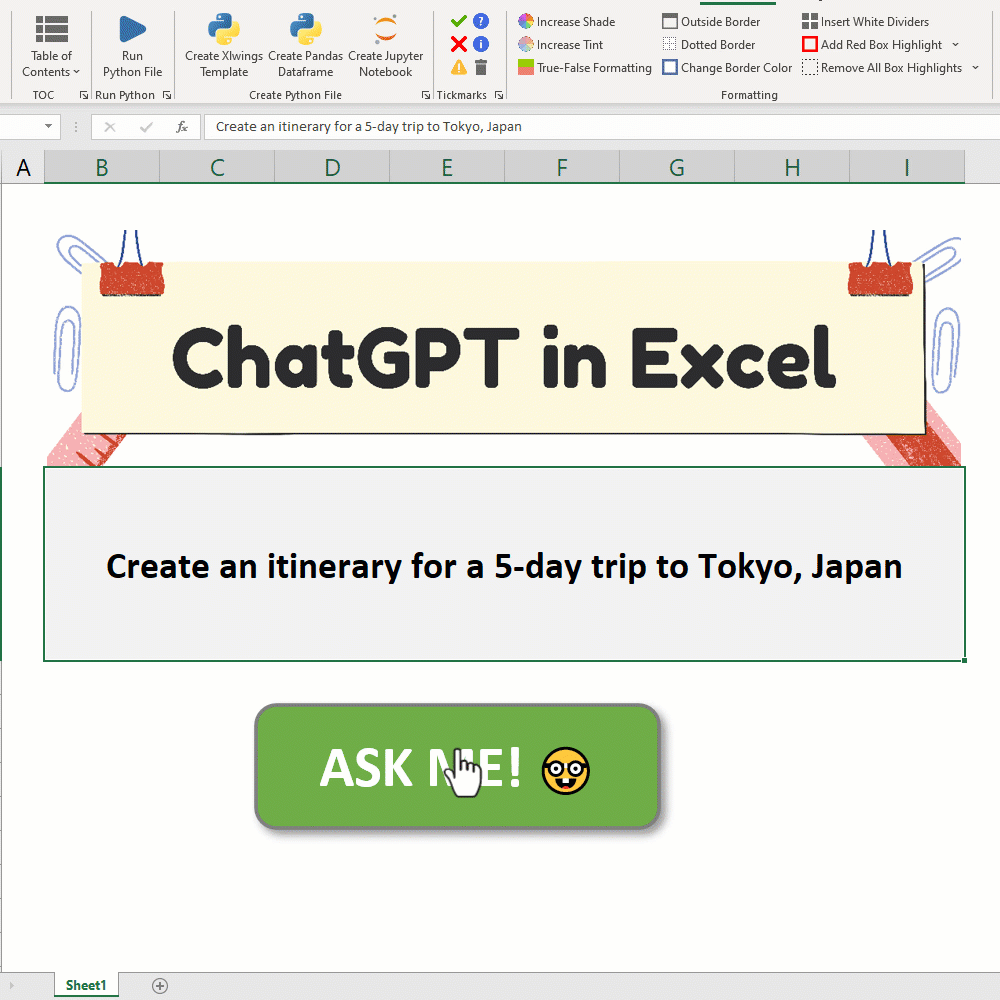 Increase Shade
Outside Border
Insert White Dividers
Increase Tint
Dotted Border
Add Red Box Highlight
True-False Formatting
Change Border Color
Remove All Box Highlights
Table of
Contents
Run
Python File
Create Xlwings
Template
Create Pandas
Dataframe
Create Jupyter
Notebook
TOC
Run Python
Create Python File
Tickmarks
Formatting
fx
Create an itinerary for a 5-day trip to Tokyo, Japan
A B C D E F G H I
ChatGPT in Excel
Create an itinerary for a 5-day trip to Tokyo, Japan
ASK ME!
Sheet1